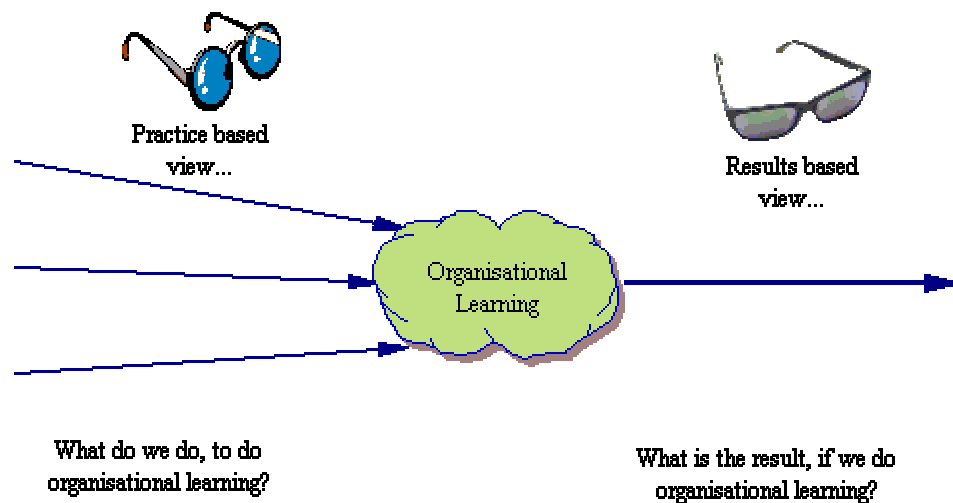 Practice based
view...
Results based
view...
Organisational
Learning
What do we do, to do
organisational learning?
What is the result, if we do
organisational learning?